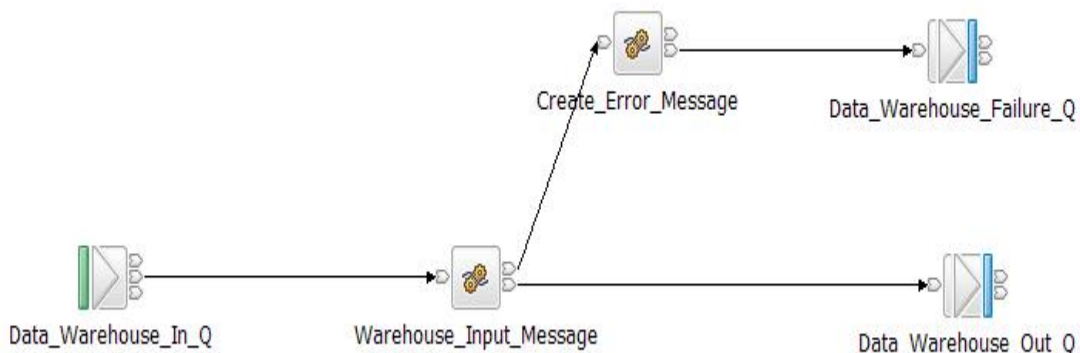 Create_Error_Message
Data_Warehouse_Failure_Q
Data_Warehouse_In_Q
Warehouse_Input_Message
Data_Warehouse_Out_Q